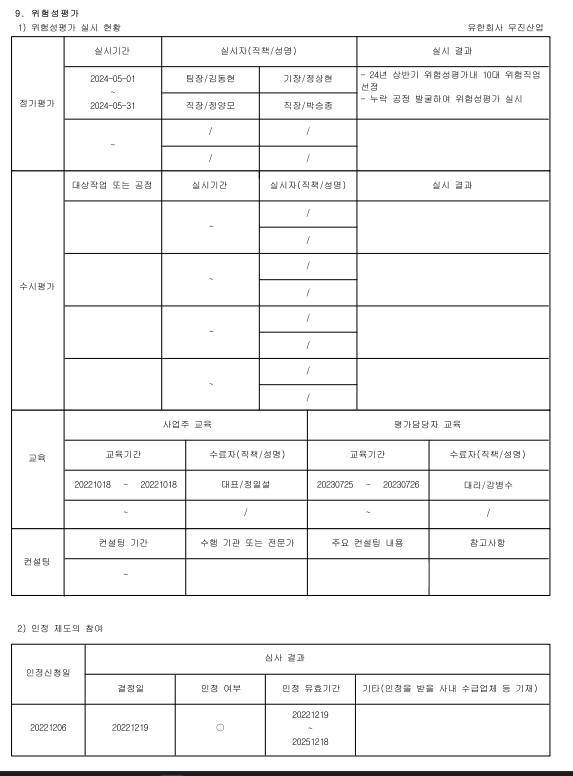 9. 위험성평가
1) 위험성평가 실시 현황 유한회사 무진산업
실시기간 실시자(직책/성명) 실시 결과
정기평가
2024-05-01
~
2024-05-31
팀장/김동현 기장/정상현
직장/정양모 직장/박승종
- 24년 상반기 위험성평가내 10대 위험직업
선정
- 누락 공정 발굴하여 위험성평가 실시
~
/ /
/ /
수시평가
대상작업 또는 공정 실시기간 실시자(직책/성명) 실시 결과
~
/
/
~
/
/
~
/
/
~
/
/
교육
사업주 교육 평가담당자 교육
교육기간 수료자(직책/성명) 교육기간 수료자(직책/성명)
20221018 ~ 20221018 대표/정일설 20230725 ~ 20230726 대리/강병수
~ / ~ /
컨설팅
컨설팅 기간 수행 기관 또는 전문가 주요 컨설팅 내용 참고사항
~
2) 인정 제도의 참여
인정신청일 심사 결과
결정일 인정 여부 인정 유효기간 기타(인정을 받을 사내 수급업체 등 기재)
20221206 20221219 ○
20221219
~
20251218